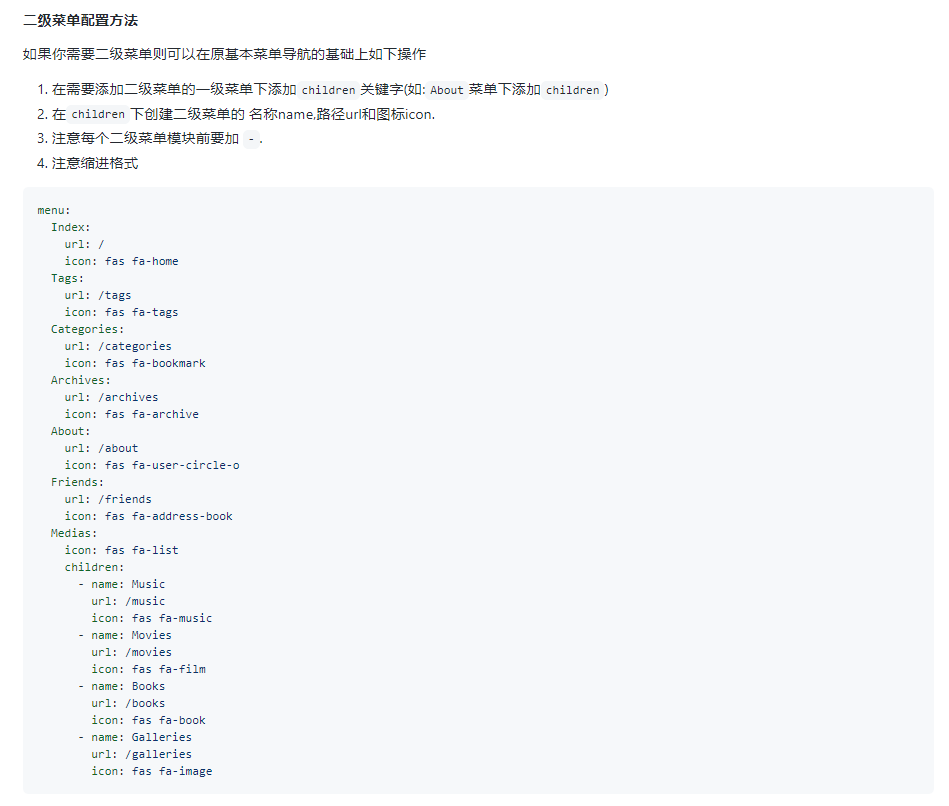 二级菜单配置方法
如果你需要二级菜单则可以在原基本菜单导航的基础上如下操作
1. 在需要添加二级菜单的一级菜单下添加 children 关键字(如: About 菜单下添加 children )
2. 在 children 下创建二级菜单的 名称name,路径url和图标icon.
3. 注意每个二级菜单模块前要加 - .
4. 注意缩进格式
menu:
  Index:
    url: /
    icon: fas fa-home
  Tags:
    url: /tags
    icon: fas fa-tags
  Categories:
    url: /categories
    icon: fas fa-bookmark
  Archives:
    url: /archives
    icon: fas fa-archive
  About:
    url: /about
    icon: fas fa-user-circle-o
  Friends:
    url: /friends
    icon: fas fa-address-book
  Medias:
    icon: fas fa-list
    children:
      - name: Music
        url: /music
        icon: fas fa-music
      - name: Movies
        url: /movies
        icon: fas fa-film
      - name: Books
        url: /books
        icon: fas fa-book
      - name: Galleries
        url: /galleries
        icon: fas fa-image